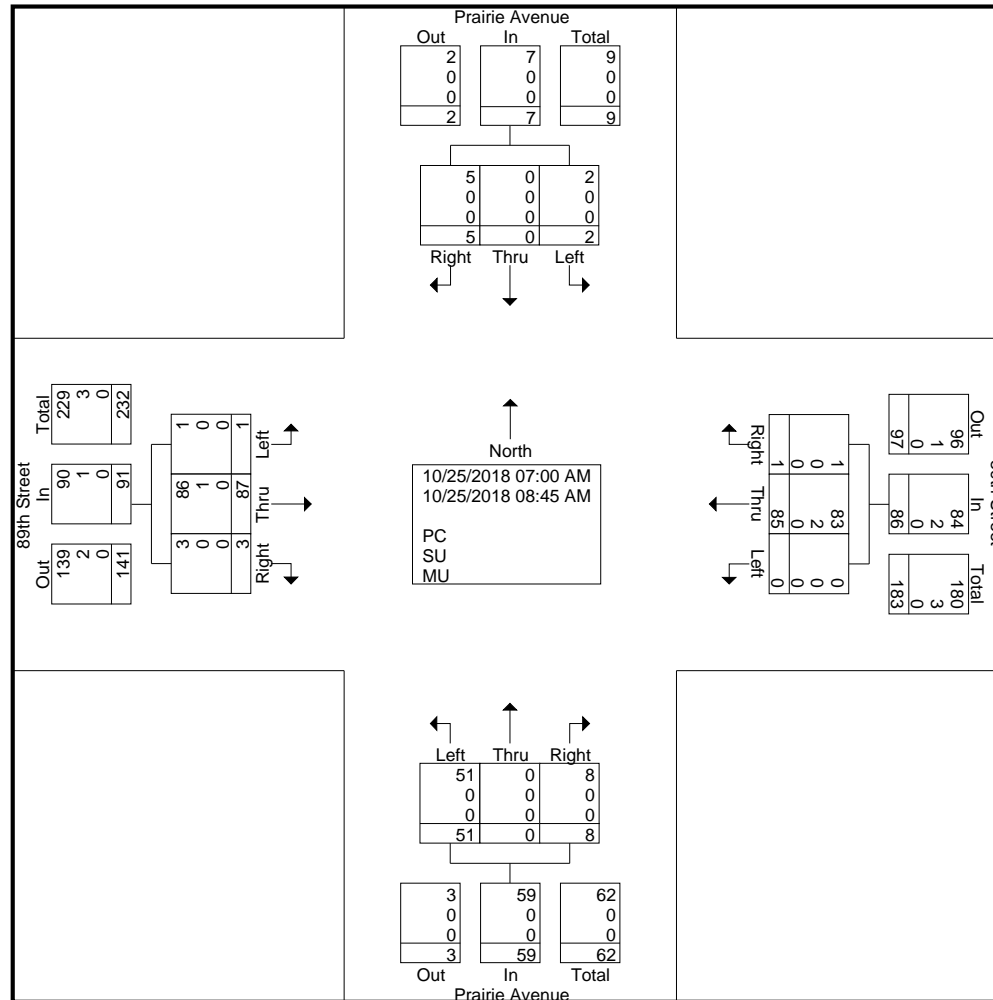 Prairie Avenue
Out In Total
2 7 9
0 0 0
0 0 0
2 7 9
5 0 2
0 0 0
0 0 0
5 0 2
Right Thru Left
89th Street
Total In Out
229 90 139
3 1 2
0 0 0
232 91 141
1 86 3
0 1 0
0 0 0
1 87 3
Left Thru Right
North
10/25/2018 07:00 AM
10/25/2018 08:45 AM
PC
SU
MU
Right Thru Left
1 85 0
0 0 0
0 2 0
1 83 0
97 86 183
0 0 0
1 2 3
96 84 180
Out In Total
Left Thru Right
51 0 8
0 0 0
0 0 0
51 0 8
3 59 62
0 0 0
0 0 0
3 59 62
Out In Total
Prairie Avenue